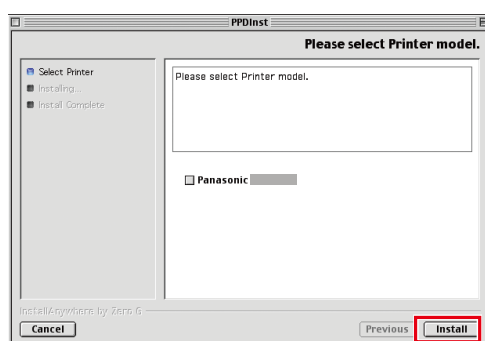 PPDInst
Please select Printer model.
Select Printer
Installing...
Install Complete
Please select Printer model.
Panasonic
InstallAnywhere by Zero G
Cancel
Previous
Install